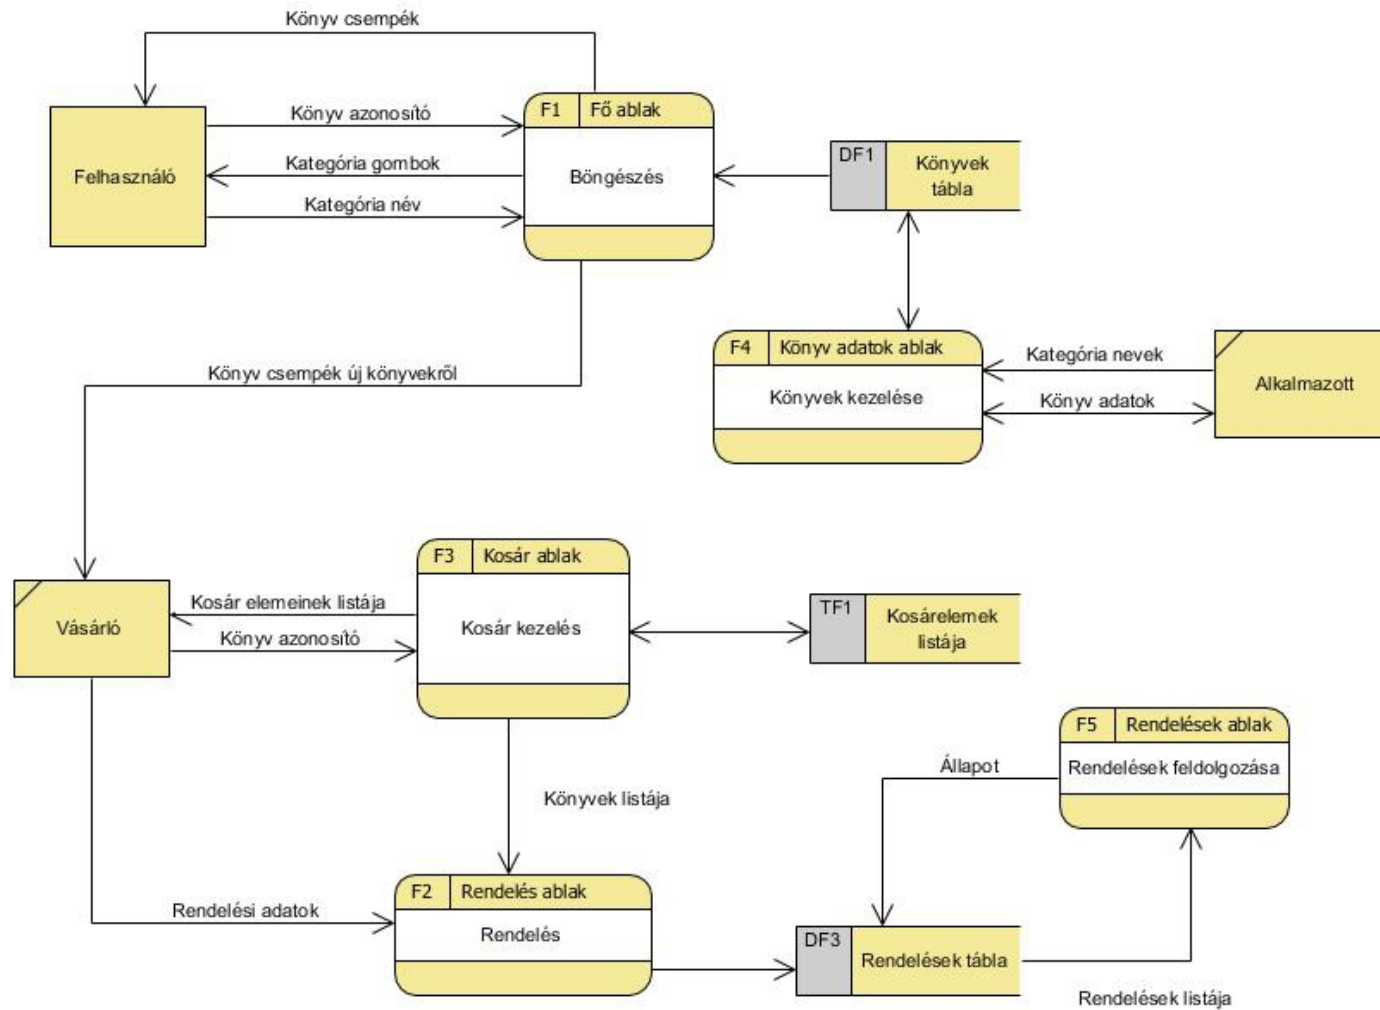 Könyv csempék
F1 Fő ablak
Könyv azonosító
DF1
Könyvek
tábla
Kategória gombok
Felhasználó
Böngészés
Kategória név
F4 Könyv adatok ablak
Kategória nevek
Könyv csempék új könyvekről
Alkalmazott
Könyvek kezelése
Könyv adatok
F3 Kosár ablak
Kosár elemeinek listája
TF1
Kosárelemek
listája
Vásárló
Kosár kezelés
Könyv azonosító
F5 Rendelések ablak
Állapot
Rendelések feldolgozása
Könyvek listája
F2 Rendelés ablak
Rendelési adatok
Rendelés
DF3
Rendelések tábla
Rendelések listája